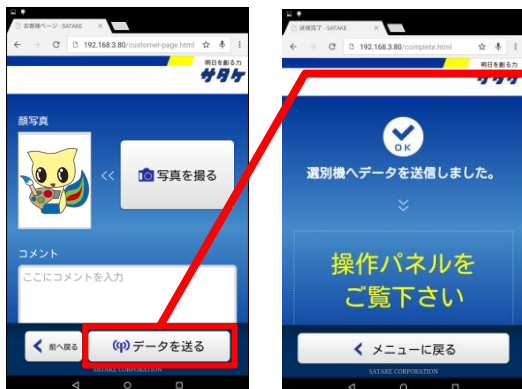 お客様ページ - SATAKE
192.168.3.80/customer-page.html
明日を創る力
サタケ
顔写真
<<
写真を撮る
コメント
ここにコメントを入力
前へ戻る
データを送る
SATAKE CORPORATION
送信完了 - SATAKE
192.168.3.80/complete.html
明日を創る力
サタケ
OK
選別機へデータを送信しました。
操作パネルを
ご覧下さい
メニューに戻る
SATAKE CORPORATION